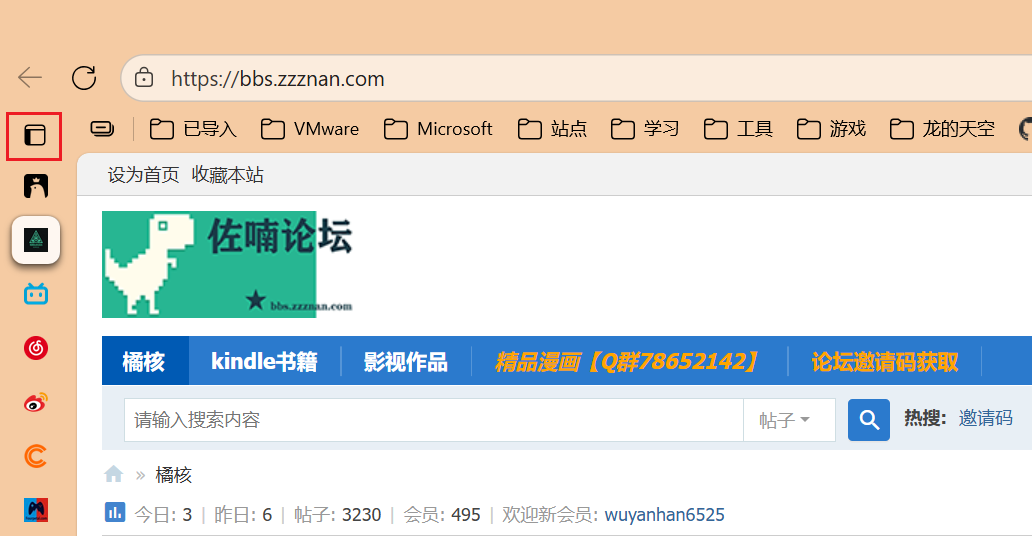 https://bbs.zzznan.com
已导入 VMware Microsoft 站点 学习 工具 游戏 龙的天空
设为首页 收藏本站
佐喃论坛
bbs.zzznan.com
橘核 kindle书籍 影视作品 精品漫画【Q群78652142】 论坛邀请码获取
请输入搜索内容 帖子 热搜: 邀请码
» 橘核
今日: 3 | 昨日: 6 | 帖子: 3230 | 会员: 495 | 欢迎新会员: wuyanhan6525